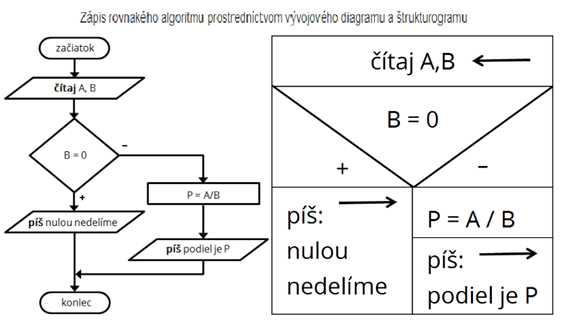 Zápis rovnakého algoritmu prostredníctvom vývojového diagramu a štrukturogramu
začiatok
čítaj A, B
B = 0
–
+
P = A/B
píš nulou nedelíme
píš podiel je P
koniec
čítaj A,B
B = 0
+
–
píš:
nulou
nedelíme
P = A / B
píš:
podiel je P